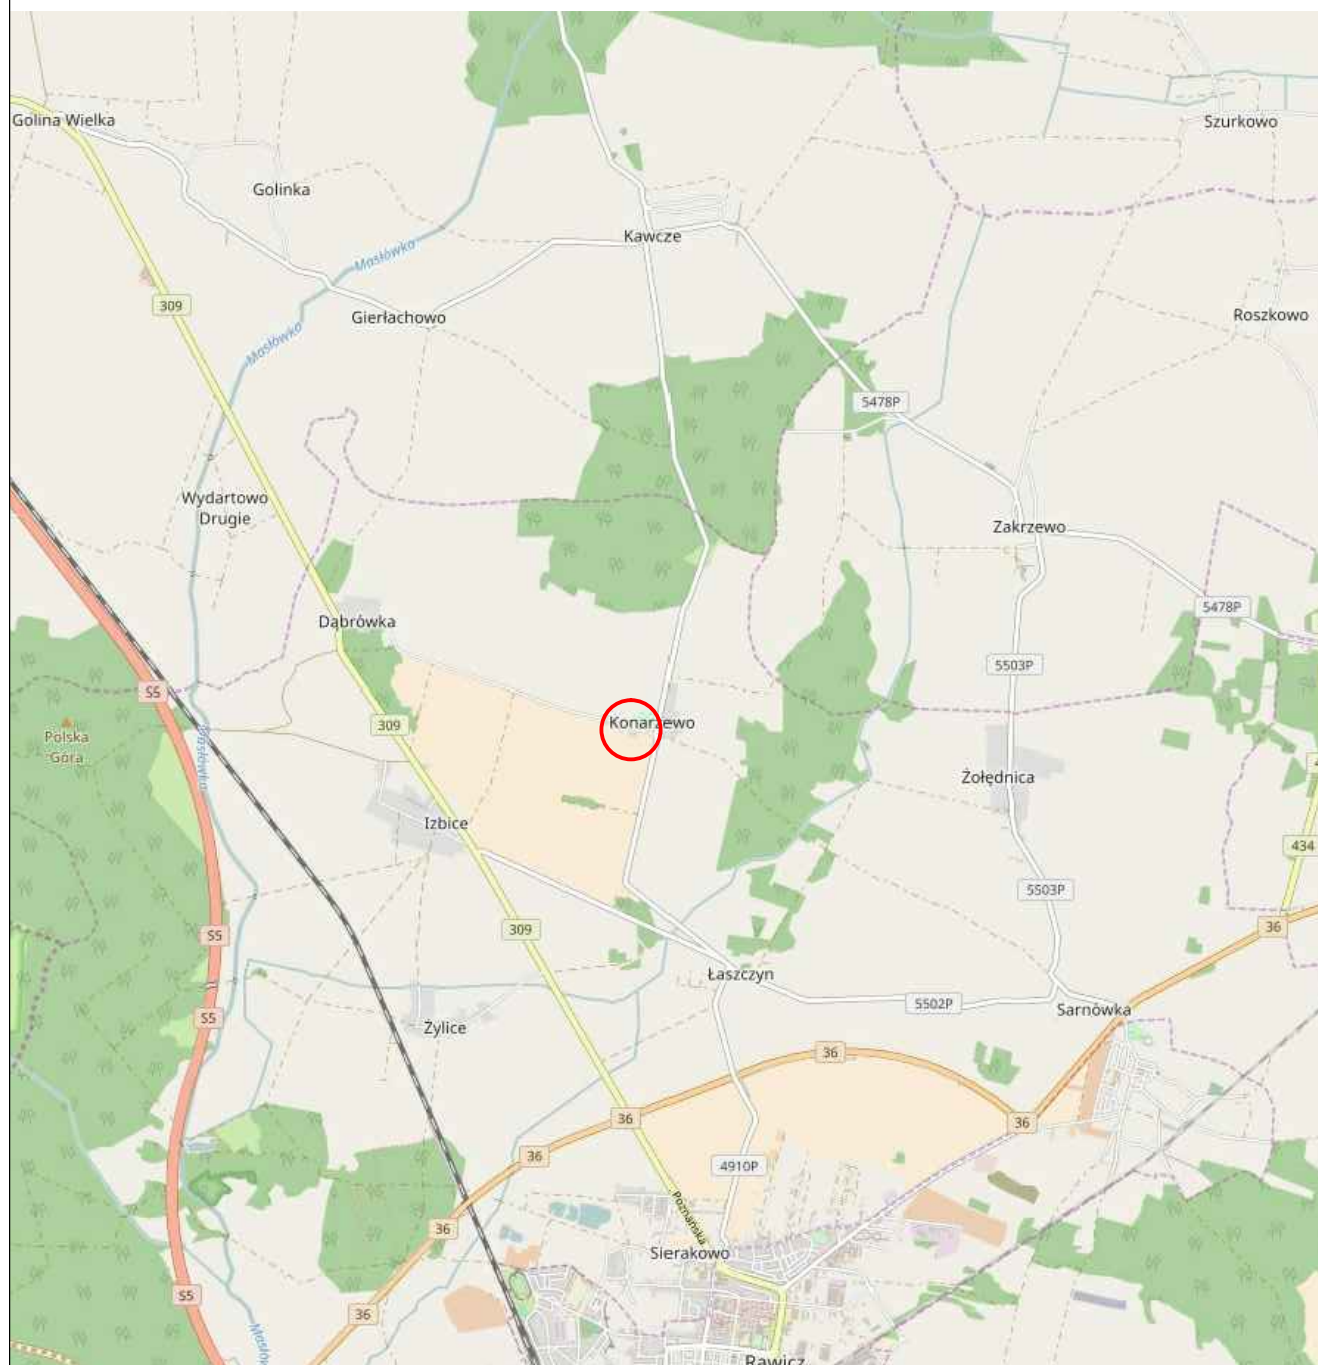 Golina Wielka
Szurkowo
Golinka
Kawcze
Masłówka
309
Gierłachowo
Roszkowo
Masłówka
5478P
Wydartowo
Drugie
Zakrzewo
5478P
Dąbrówka
5503P
S5
Konarzewo
309
Polska
Góra
Masłówka
Żołędnica
Izbice
434
5503P
309
36
S5
Łaszczyn
5502P
Sarnówka
S5
Żylice
36
36
36
36
4910P
Poznańska
36
Sierakowo
S5
36
Rawicz